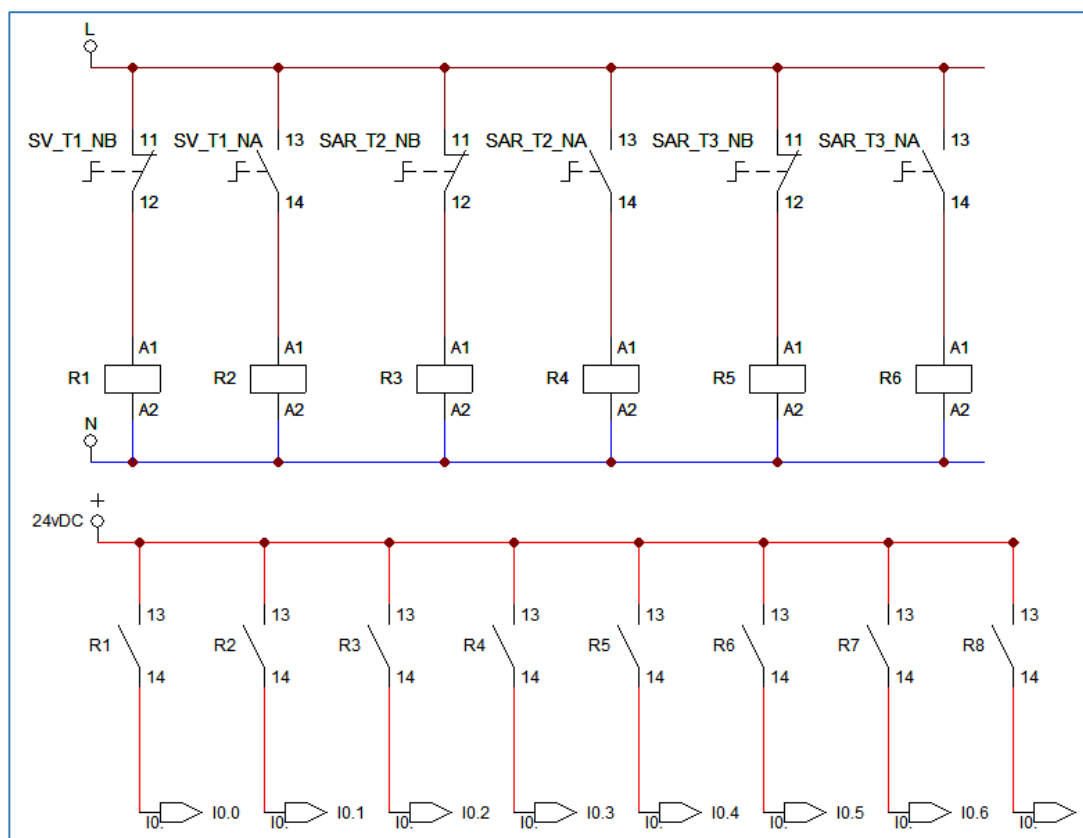 L
SV_T1_NB 11 SV_T1_NA 13 SAR_T2_NB 11 SAR_T2_NA 13 SAR_T3_NB 11 SAR_T3_NA 13
12 14 12 14 12 14
A1 A1 A1 A1 A1 A1
R1 R2 R3 R4 R5 R6
A2 A2 A2 A2 A2 A2
N
+
24vDC
13 13 13 13 13 13 13 13
R1 R2 R3 R4 R5 R6 R7 R8
14 14 14 14 14 14 14 14
I0.0 I0.1 I0.2 I0.3 I0.4 I0.5 I0.6
I0. I0. I0. I0. I0. I0. I0. I0.